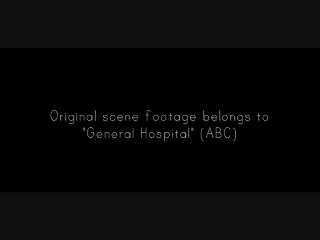 Original scene footage belongs to
"General Hospital" (ABC)